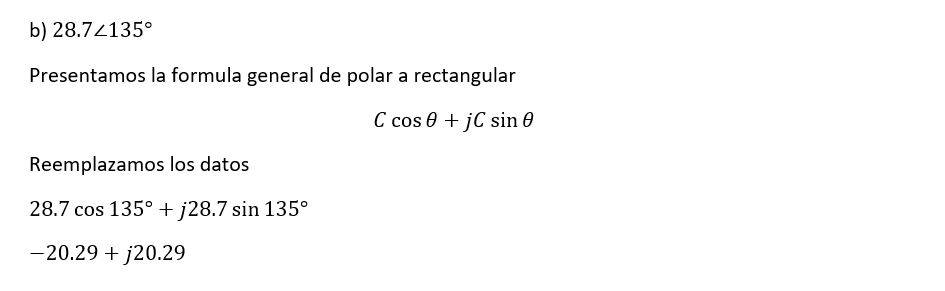 b) 28.7∠135°
Presentamos la formula general de polar a rectangular
C cos θ + jC sin θ
Reemplazamos los datos
28.7 cos 135° + j28.7 sin 135°
−20.29 + j20.29